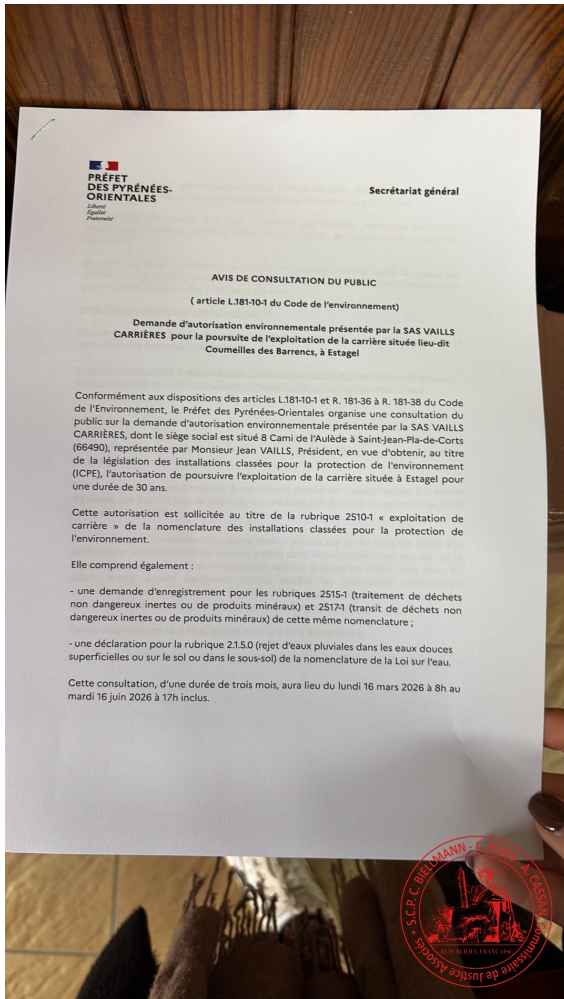 PRÉFET
DES PYRÉNÉES-
ORIENTALES
Liberté
Égalité
Fraternité
Secrétariat général
AVIS DE CONSULTATION DU PUBLIC
( article L.181-10-1 du Code de l'environnement)
Demande d'autorisation environnementale présentée par la SAS VAILLS
CARRIÈRES pour la poursuite de l'exploitation de la carrière située lieu-dit
Coumeilles des Barrencs, à Estagel
Conformément aux dispositions des articles L.181-10-1 et R. 181-36 à R. 181-38 du Code
de l'Environnement, le Préfet des Pyrénées-Orientales organise une consultation du
public sur la demande d'autorisation environnementale présentée par la SAS VAILLS
CARRIÈRES, dont le siège social est situé 8 Cami de l'Aulède à Saint-Jean-Pla-de-Corts
(66490), représentée par Monsieur Jean VAILLS, Président, en vue d'obtenir, au titre
de la législation des installations classées pour la protection de l'environnement
(ICPE), l'autorisation de poursuivre l'exploitation de la carrière située à Estagel pour
une durée de 30 ans.
Cette autorisation est sollicitée au titre de la rubrique 2510-1 « exploitation de
carrière » de la nomenclature des installations classées pour la protection de
l'environnement.
Elle comprend également :
- une demande d'enregistrement pour les rubriques 2515-1 (traitement de déchets
non dangereux inertes ou de produits minéraux) et 2517-1 (transit de déchets non
dangereux inertes ou de produits minéraux) de cette même nomenclature ;
- une déclaration pour la rubrique 2.1.5.0 (rejet d'eaux pluviales dans les eaux douces
superficielles ou sur le sol ou dans le sous-sol) de la nomenclature de la Loi sur l'eau.
Cette consultation, d'une durée de trois mois, aura lieu du lundi 16 mars 2026 à 8h au
mardi 16 juin 2026 à 17h inclus.
S.C.P. C. BIELLMANN - C. - A. CASSAN
Commissaire de Justice Associés
RÉPUBLIQUE FRANÇAISE